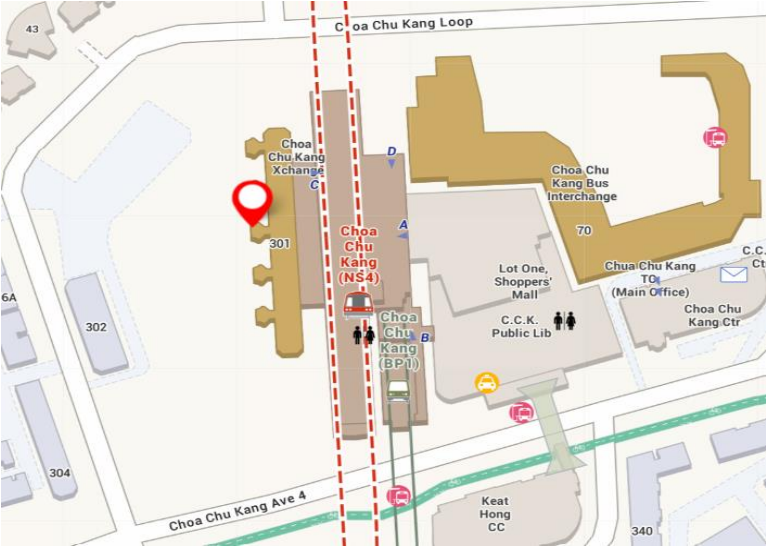 43
Choa Chu Kang Loop
Choa
Chu Kang
Xchange
C
D
A
Choa
Chu
Kang
(NS4)
301
Choa Chu
Kang Bus
Interchange
70
Lot One,
Shoppers'
Mall
C.C.K.
Public Lib
Chua Chu Kang
TO
(Main Office)
C.C.
Ct
Choa Chu
Kang Ctr
6A
302
Choa
Chu
Kang
(BP1)
B
304
Choa Chu Kang Ave 4
Keat
Hong
CC
340